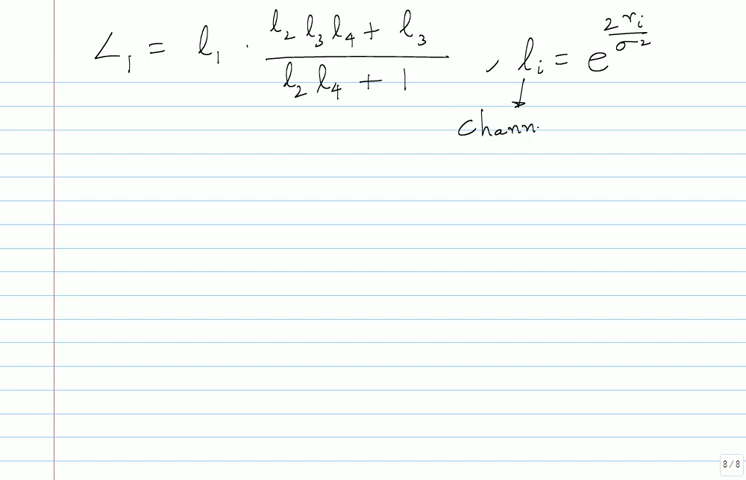 L₁ = l₁ · (l₂ l₃ l₄ + l₃) / (l₂ l₄ + 1) , lᵢ = e^(2rᵢ/σ²)
↓
Chann.
8/8